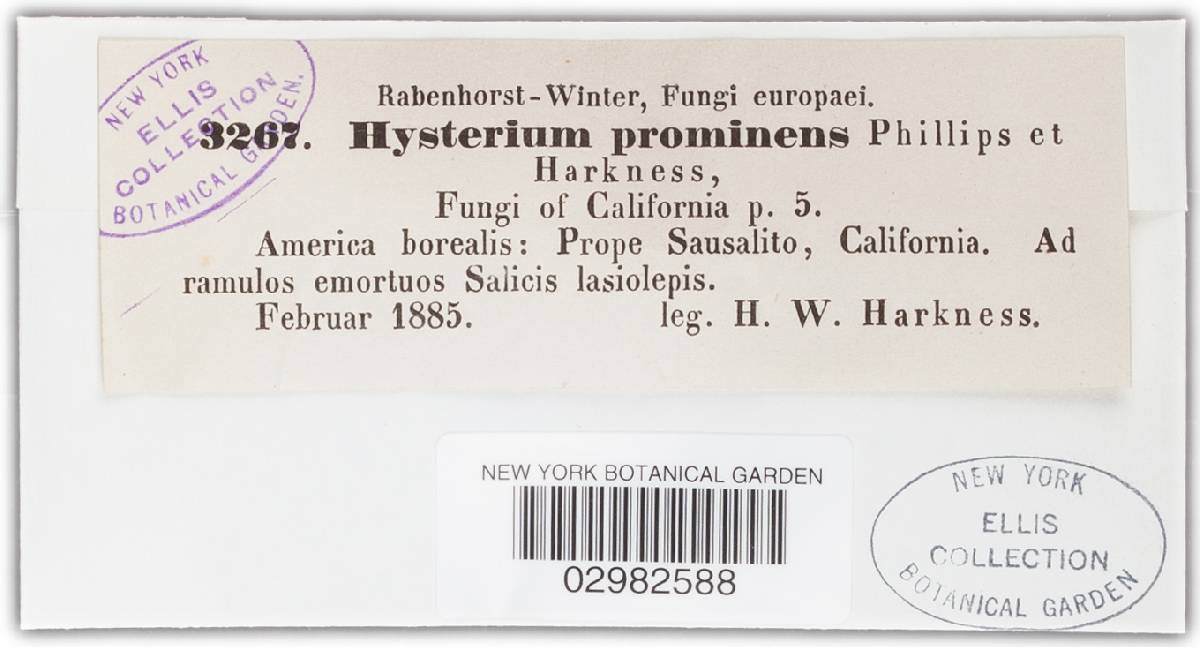 NEW YORK
ELLIS
COLLECTION
BOTANICAL GARDEN.
Rabenhorst-Winter, Fungi europaei.
3267. Hysterium prominens Phillips et
Harkness,
Fungi of California p. 5.
America borealis: Prope Sausalito, California. Ad
ramulos emortuos Salicis lasiolepis.
Februar 1885. leg. H. W. Harkness.
NEW YORK BOTANICAL GARDEN
02982588
NEW YORK
ELLIS
COLLECTION
BOTANICAL GARDEN